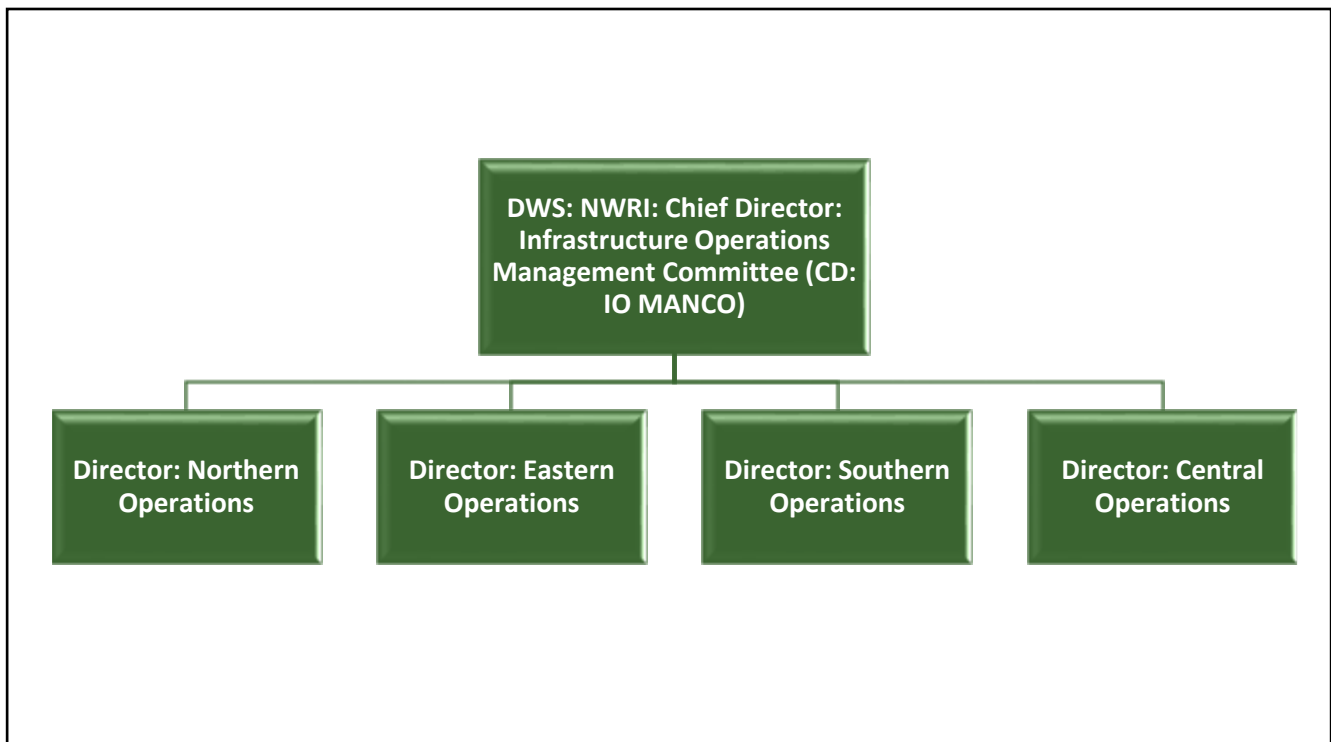 DWS: NWRI: Chief Director:
Infrastructure Operations
Management Committee (CD:
IO MANCO)
Director: Northern
Operations
Director: Eastern
Operations
Director: Southern
Operations
Director: Central
Operations